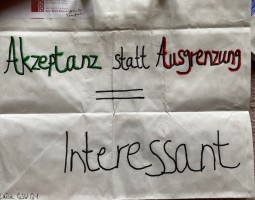 Akzeptanz statt Ausgrenzung
=
Interessant